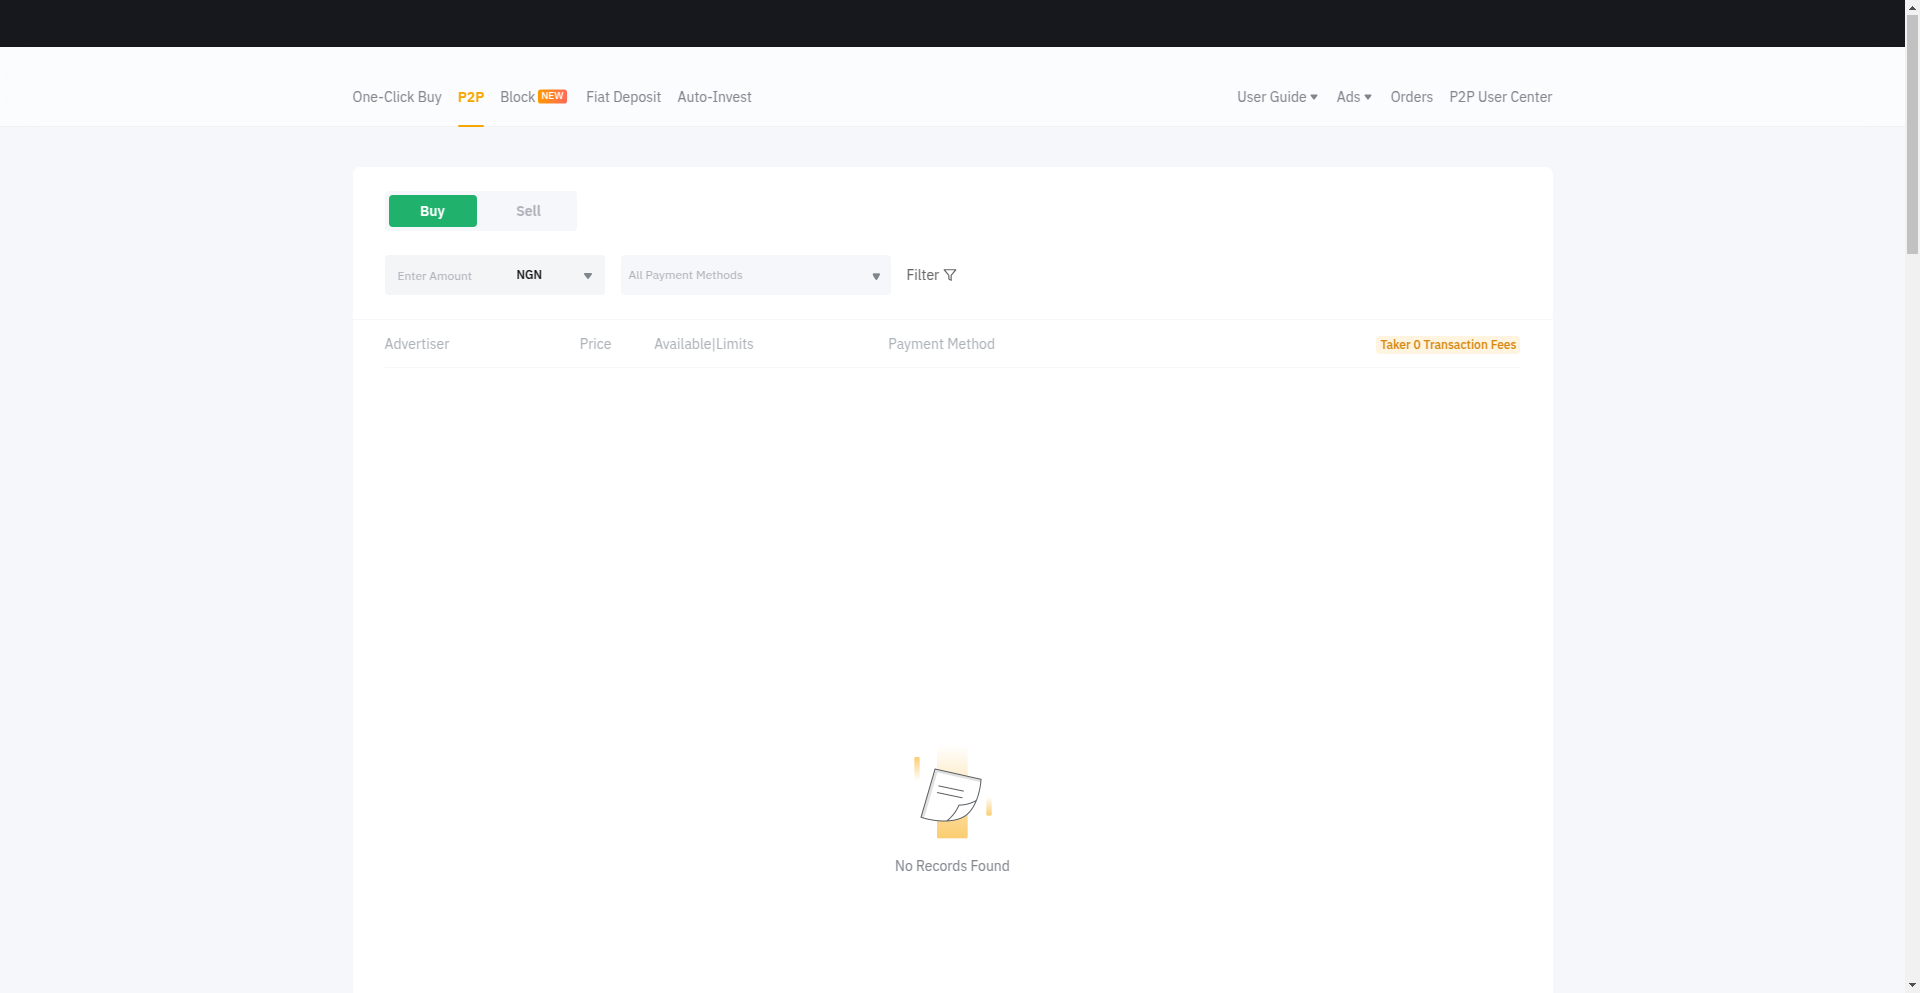 One-Click Buy P2P Block NEW Fiat Deposit Auto-Invest User Guide Ads Orders P2P User Center
Buy Sell
Enter Amount NGN All Payment Methods Filter
Advertiser Price Available|Limits Payment Method Taker 0 Transaction Fees
No Records Found